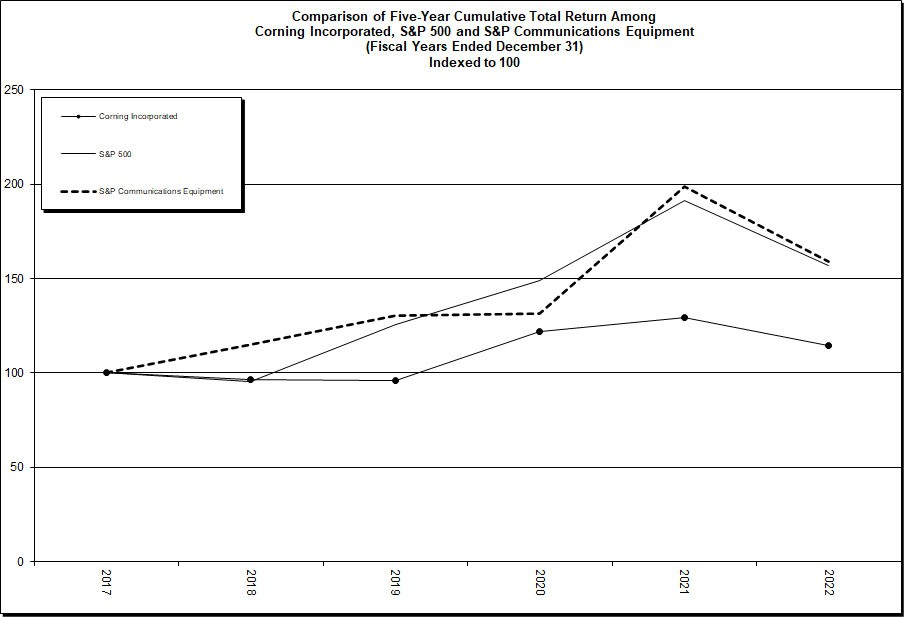 Comparison of Five-Year Cumulative Total Return Among
Corning Incorporated, S&P 500 and S&P Communications Equipment
(Fiscal Years Ended December 31)
Indexed to 100
250
Corning Incorporated
S&P 500
200
S&P Communications Equipment
150
100
50
0
2017
2018
2019
2020
2021
2022